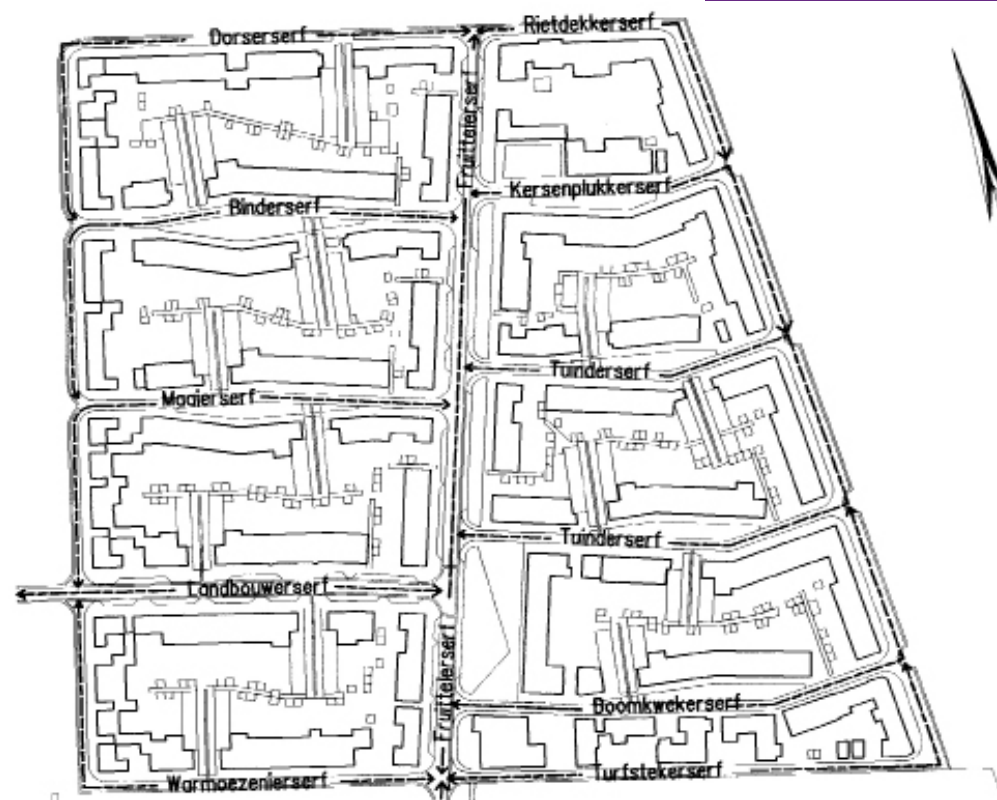 Dorserserf
Rietdekkerserf
Fruittelerserf
Kersenplukkerserf
Binderserf
Tuinderserf
Maaierserf
Tuinderserf
Landbouwerserf
Fruittelerserf
Boomkwekerserf
Turfstekerserf
Warmoezenierserf